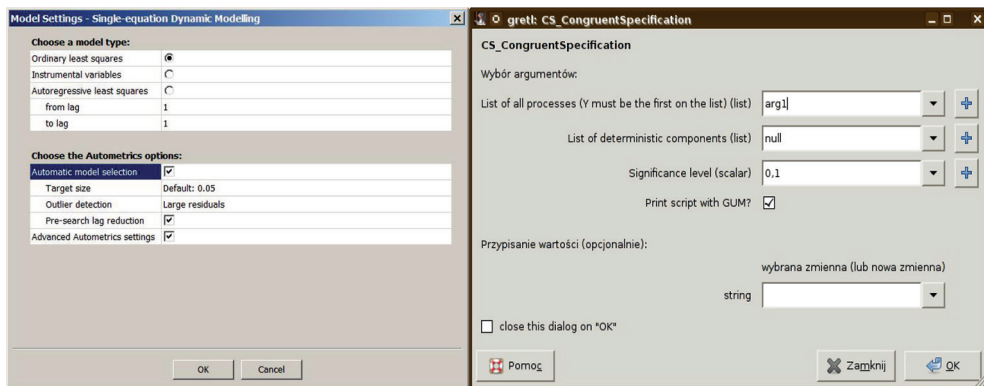 Model Settings - Single-equation Dynamic Modelling
Choose a model type:
Ordinary least squares
Instrumental variables
Autoregressive least squares
from lag 1
to lag 1
Choose the Autometrics options:
Automatic model selection
Target size Default: 0.05
Outlier detection Large residuals
Pre-search lag reduction
Advanced Autometrics settings
OK Cancel
gretl: CS_CongruentSpecification
CS_CongruentSpecification
Wybór argumentów:
List of all processes (Y must be the first on the list) (list) arg1
List of deterministic components (list) null
Significance level (scalar) 0,1
Print script with GUM?
Przypisanie wartości (opcjonalnie):
wybrana zmienna (lub nowa zmienna)
string
close this dialog on "OK"
Pomoc Zamknij OK